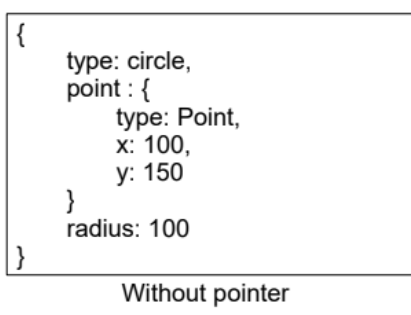 {
type: circle,
point : {
type: Point,
x: 100,
y: 150
}
radius: 100
}
Without pointer